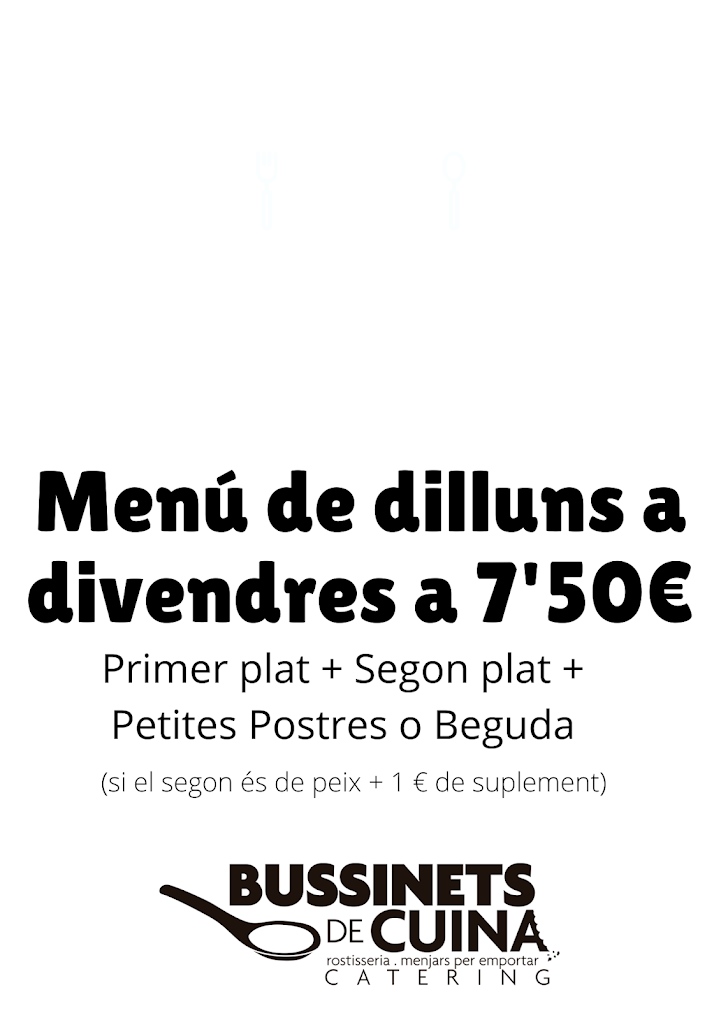 Menú de dilluns a
divendres a 7'50€
Primer plat + Segon plat +
Petites Postres o Beguda
(si el segon és de peix + 1 € de suplement)
BUSSINETS
DE CUINA
rostisseria . menjars per emportar
CATERING